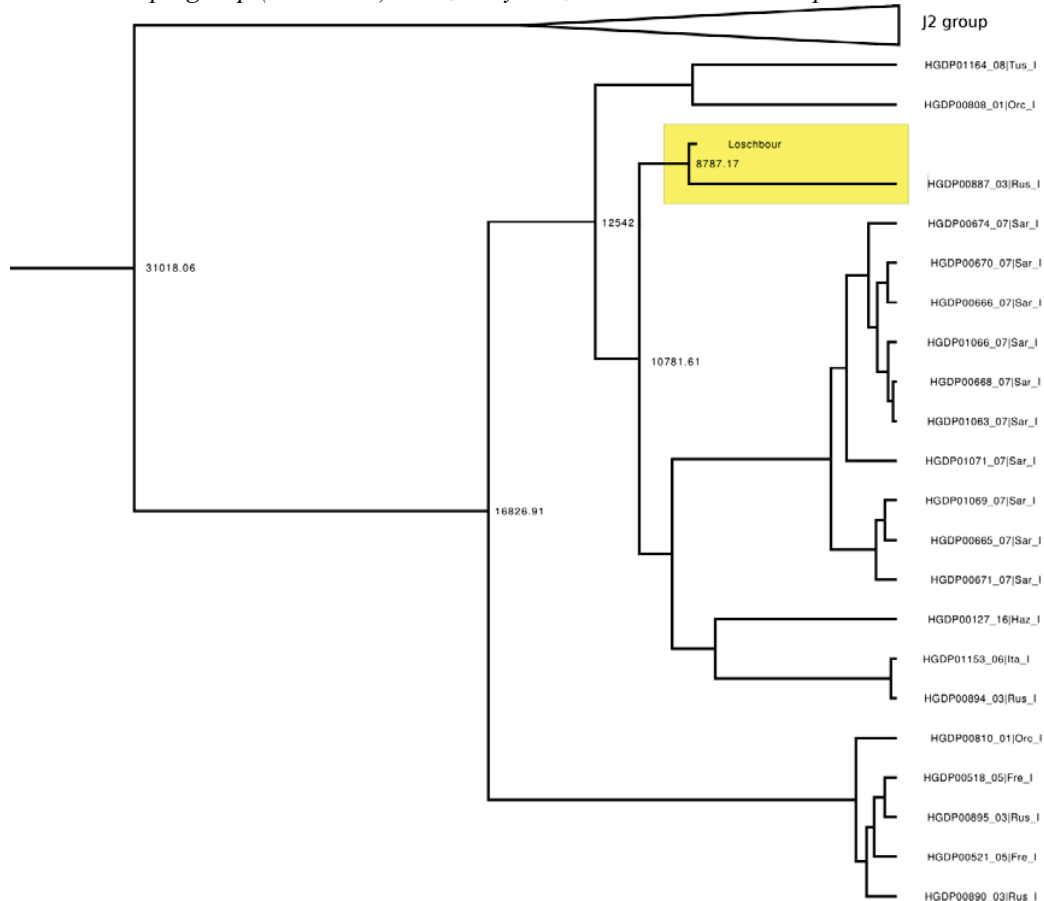 J2 group
HGDP01164_08|Tus_I
HGDP00808_01|Orc_I
Loschbour
8787.17
HGDP00887_03|Rus_I
HGDP00674_07|Sar_I
12542
31018.06
HGDP00670_07|Sar_I
HGDP00666_07|Sar_I
HGDP01066_07|Sar_I
10781.61
HGDP00668_07|Sar_I
HGDP01063_07|Sar_I
HGDP01071_07|Sar_I
HGDP01069_07|Sar_I
16826.91
HGDP00665_07|Sar_I
HGDP00671_07|Sar_I
HGDP00127_16|Haz_I
HGDP01153_06|Ita_I
HGDP00894_03|Rus_I
HGDP00810_01|Orc_I
HGDP00518_05|Fre_I
HGDP00895_03|Rus_I
HGDP00521_05|Fre_I
HGDP00890_03|Rus_I